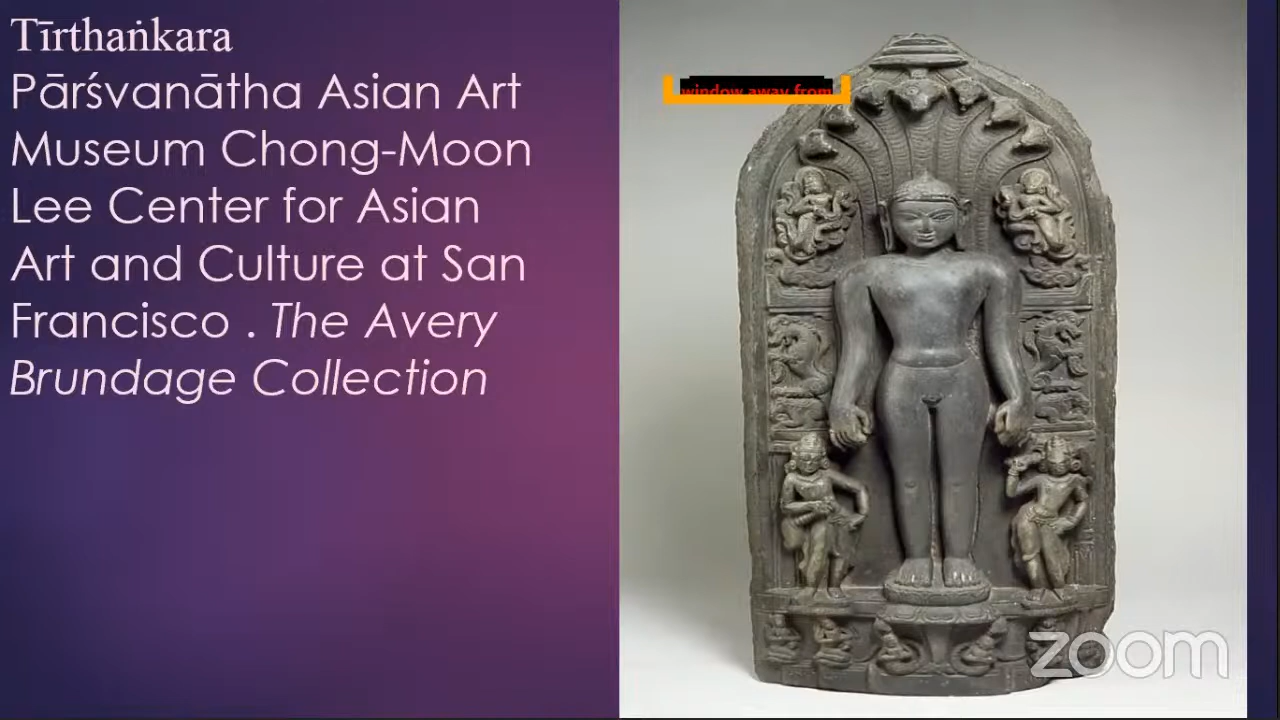 Tīrthaṅkara
Pārśvanātha Asian Art
Museum Chong-Moon
Lee Center for Asian
Art and Culture at San
Francisco . The Avery
Brundage Collection
window away from
zoom